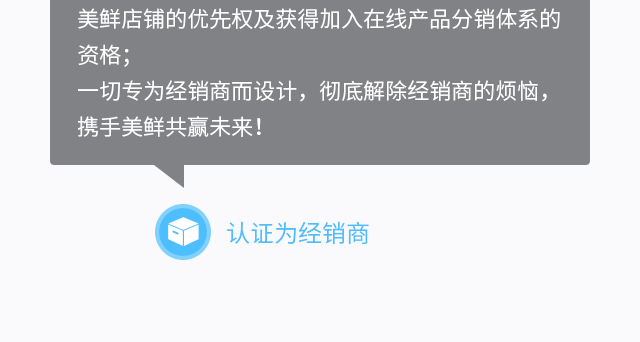 美鲜店铺的优先权及获得加入在线产品分销体系的
资格；
一切专为经销商而设计，彻底解除经销商的烦恼，
携手美鲜共赢未来！
认证为经销商